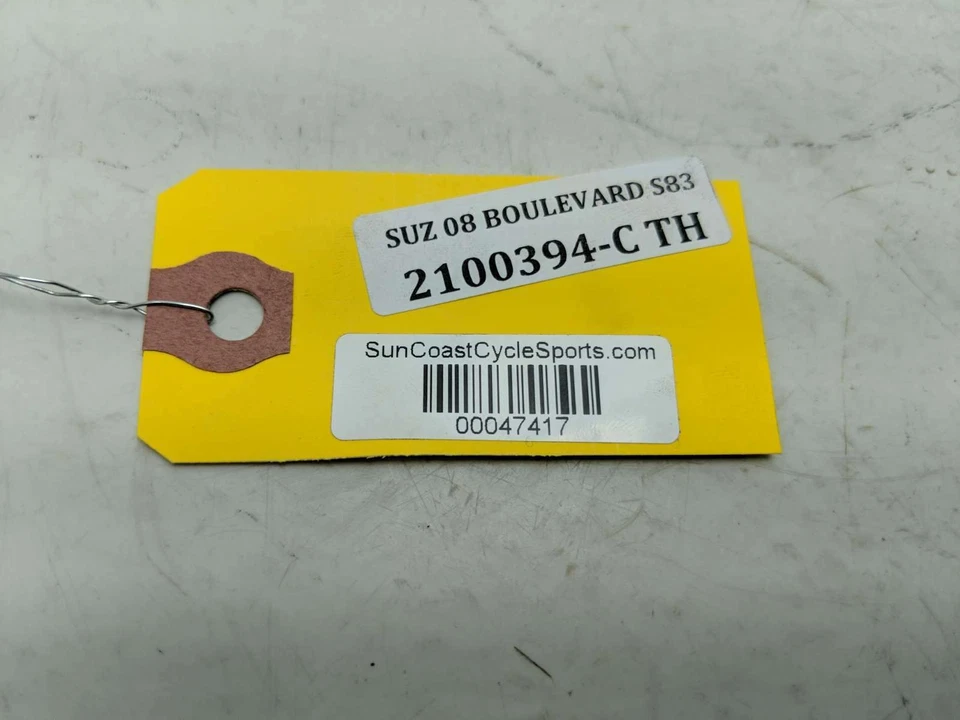 SUZ 08 BOULEVARD S83
2100394-C TH
SunCoastCycleSports.com
00047417